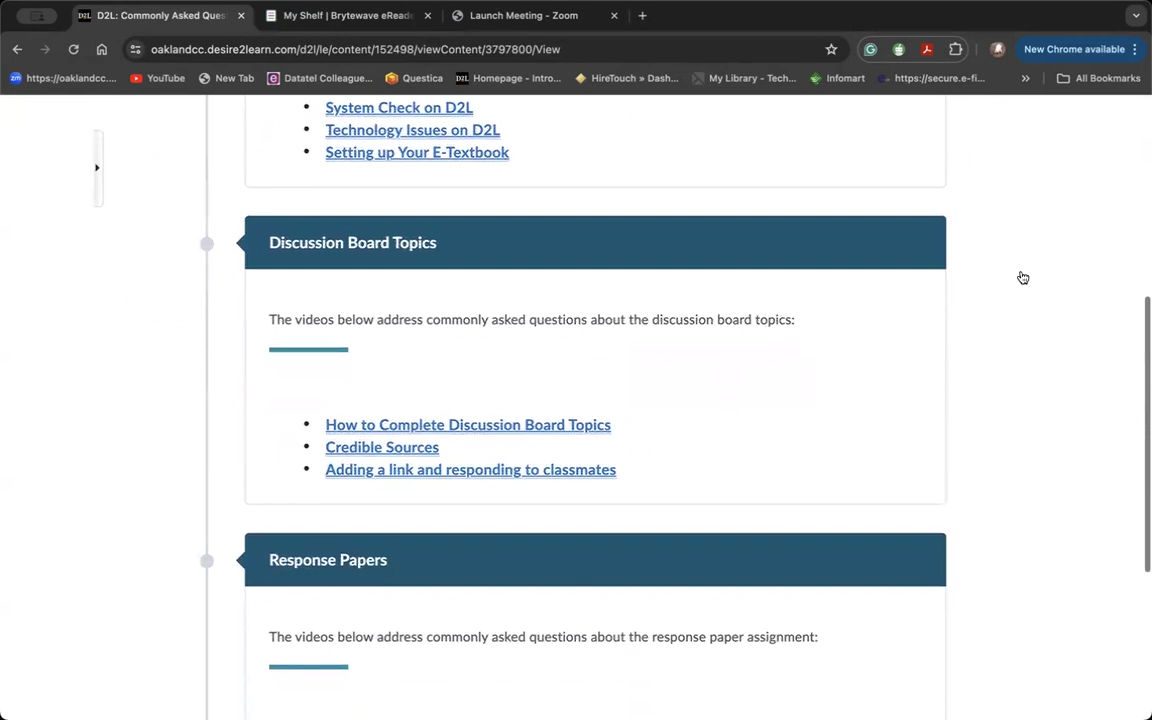 D2L: Commonly Asked Ques
My Shelf | Brytewave eReade
Launch Meeting - Zoom
oaklandcc.desire2learn.com/d2l/le/content/152498/viewContent/3797800/View
New Chrome available
zm https://oaklandcc....
YouTube
New Tab
Datatel Colleague...
Questica
D2L Homepage - Intro...
HireTouch » Dash...
My Library - Tech...
Infomart
https://secure.e-fi...
»
All Bookmarks
• System Check on D2L
• Technology Issues on D2L
• Setting up Your E-Textbook
Discussion Board Topics
The videos below address commonly asked questions about the discussion board topics:
• How to Complete Discussion Board Topics
• Credible Sources
• Adding a link and responding to classmates
Response Papers
The videos below address commonly asked questions about the response paper assignment: